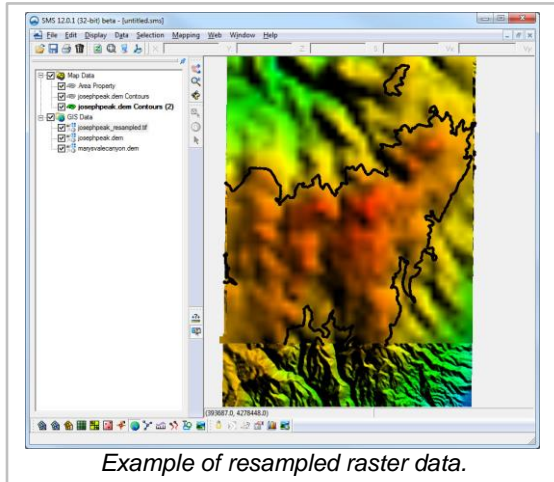 SMS 12.0.1 (32-bit) beta - [untitled.sms]
File Edit Display Data Selection Mapping Web Window Help
X Y Z S Vx Vy
Map Data
Area Property
josephpeak.dem Contours
josephpeak.dem Contours (2)
GIS Data
josephpeak_resampled.tif
josephpeak.dem
marysvalecanyon.dem
(393687.0, 4278448.0)
Example of resampled raster data.